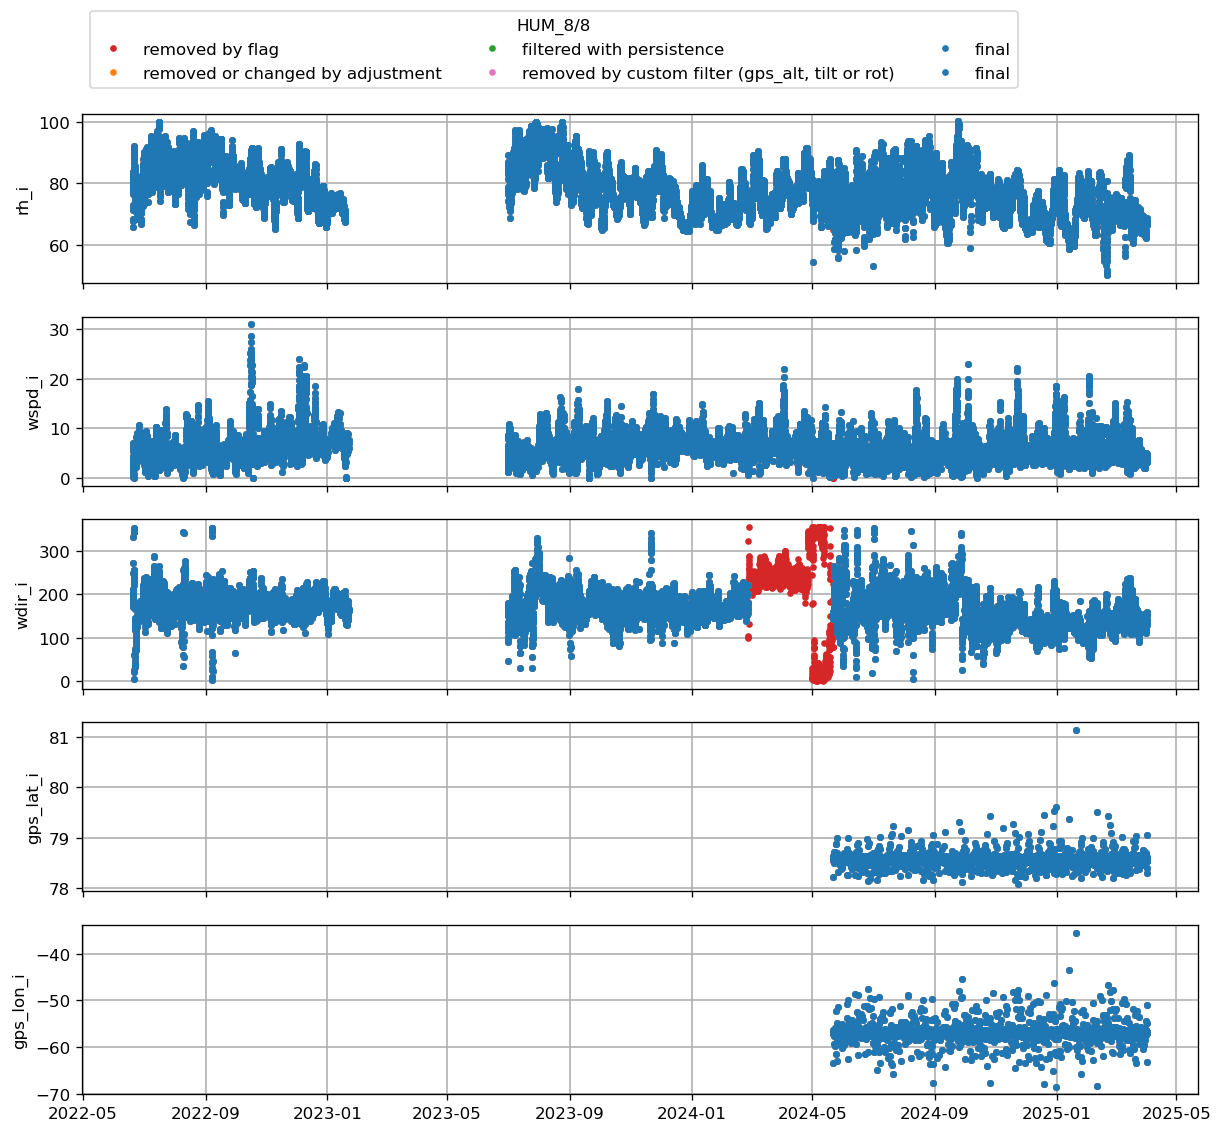 HUM_8/8
removed by flag
filtered with persistence
final
removed or changed by adjustment
removed by custom filter (gps_alt, tilt or rot)
final
100
80
60
rh_i
30
20
10
0
wspd_i
300
200
100
0
wdir_i
81
80
79
78
gps_lat_i
−40
−50
−60
−70
gps_lon_i
2022-05 2022-09 2023-01 2023-05 2023-09 2024-01 2024-05 2024-09 2025-01 2025-05